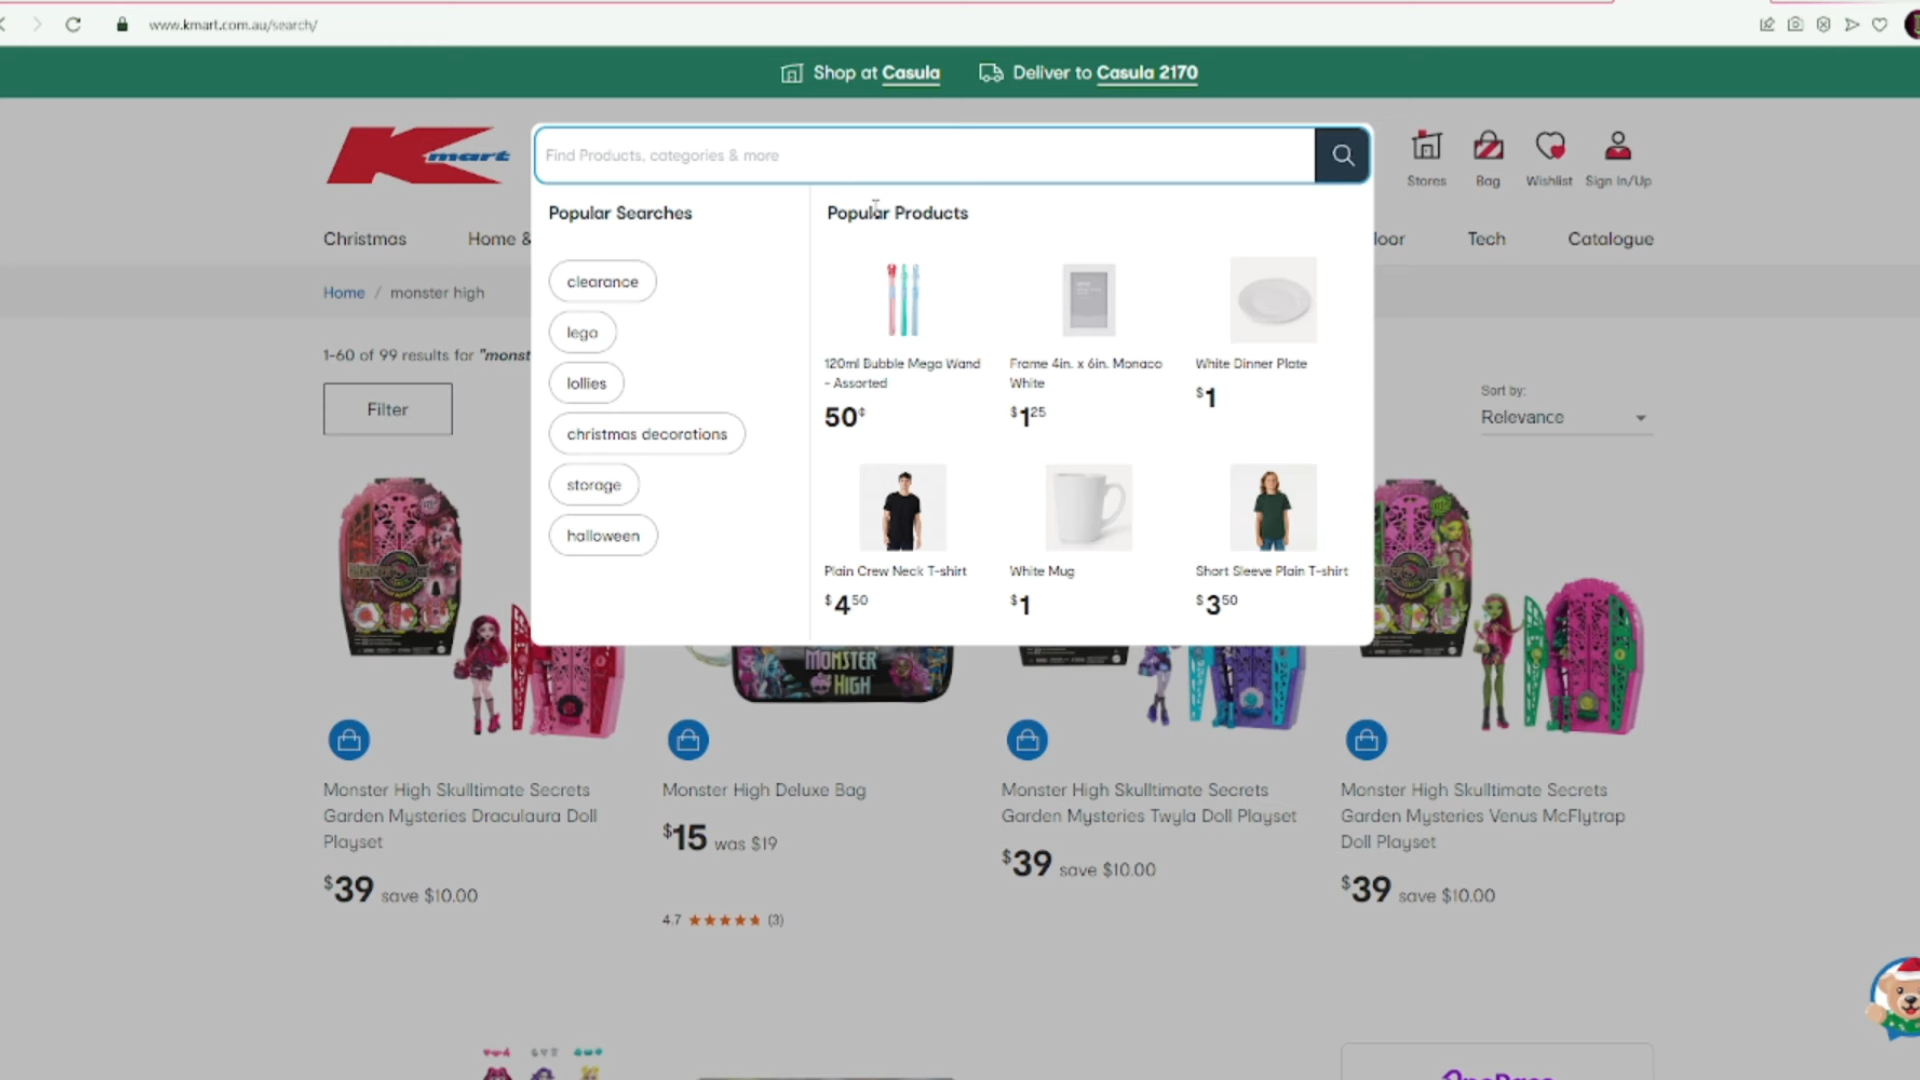 www.kmart.com.au/search/
Shop at Casula
Deliver to Casula 2170
Kmart
Find Products, categories & more
Stores
Bag
Wishlist
Sign In/Up
Christmas
Home &
Tech
Catalogue
Home / monster high
1-60 of 99 results for "monst
Filter
Sort by:
Relevance
Popular Searches
clearance
lego
lollies
christmas decorations
storage
halloween
Popular Products
120ml Bubble Mega Wand
- Assorted
50¢
Frame 4in. x 6in. Monaco
White
$1 25
White Dinner Plate
$1
Plain Crew Neck T-shirt
$4 50
White Mug
$1
Short Sleeve Plain T-shirt
$3 50
MONSTER
HIGH
Monster High Skulltimate Secrets
Garden Mysteries Draculaura Doll
Playset
$39 save $10.00
Monster High Deluxe Bag
$15 was $19
4.7 (3)
Monster High Skulltimate Secrets
Garden Mysteries Twyla Doll Playset
$39 save $10.00
Monster High Skulltimate Secrets
Garden Mysteries Venus McFlytrap
Doll Playset
$39 save $10.00